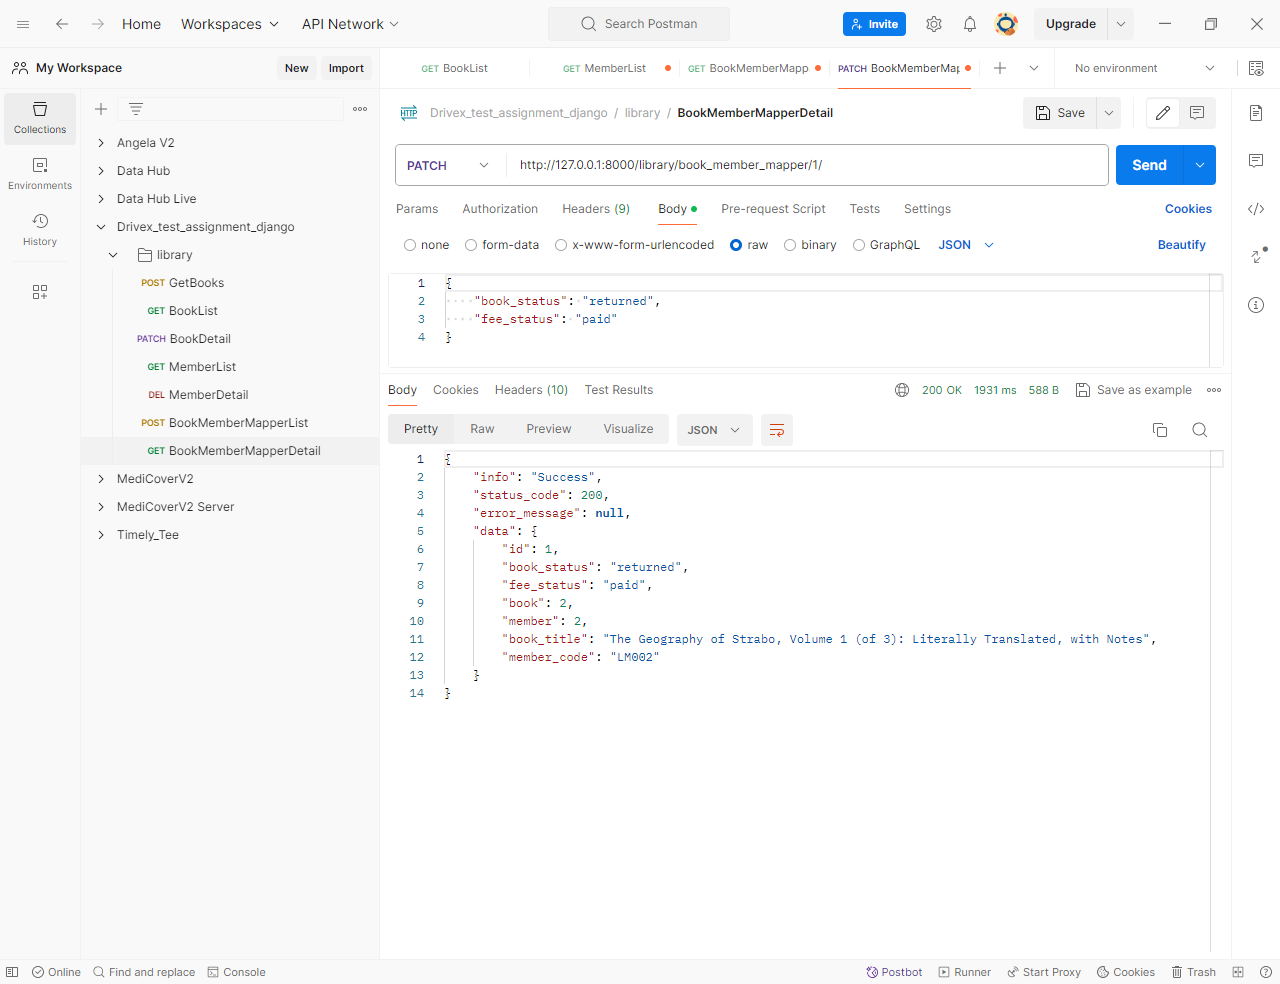 Home Workspaces API Network Search Postman Invite Upgrade
My Workspace New Import GET BookList GET MemberList GET BookMemberMapp PATCH BookMemberMap No environment
Collections
Environments
History
Angela V2
Data Hub
Data Hub Live
Drivex_test_assignment_django
library
POST GetBooks
GET BookList
PATCH BookDetail
GET MemberList
DEL MemberDetail
POST BookMemberMapperList
GET BookMemberMapperDetail
MediCoverV2
MediCoverV2 Server
Timely_Tee
HTTP Drivex_test_assignment_django / library / BookMemberMapperDetail Save
PATCH http://127.0.0.1:8000/library/book_member_mapper/1/ Send
Params Authorization Headers (9) Body Pre-request Script Tests Settings Cookies
none form-data x-www-form-urlencoded raw binary GraphQL JSON Beautify
1 {
2 "book_status": "returned",
3 "fee_status": "paid"
4 }
Body Cookies Headers (10) Test Results 200 OK 1931 ms 588 B Save as example
Pretty Raw Preview Visualize JSON
1 {
2 "info": "Success",
3 "status_code": 200,
4 "error_message": null,
5 "data": {
6 "id": 1,
7 "book_status": "returned",
8 "fee_status": "paid",
9 "book": 2,
10 "member": 2,
11 "book_title": "The Geography of Strabo, Volume 1 (of 3): Literally Translated, with Notes",
12 "member_code": "LM002"
13 }
14 }
Online Find and replace Console Postbot Runner Start Proxy Cookies Trash